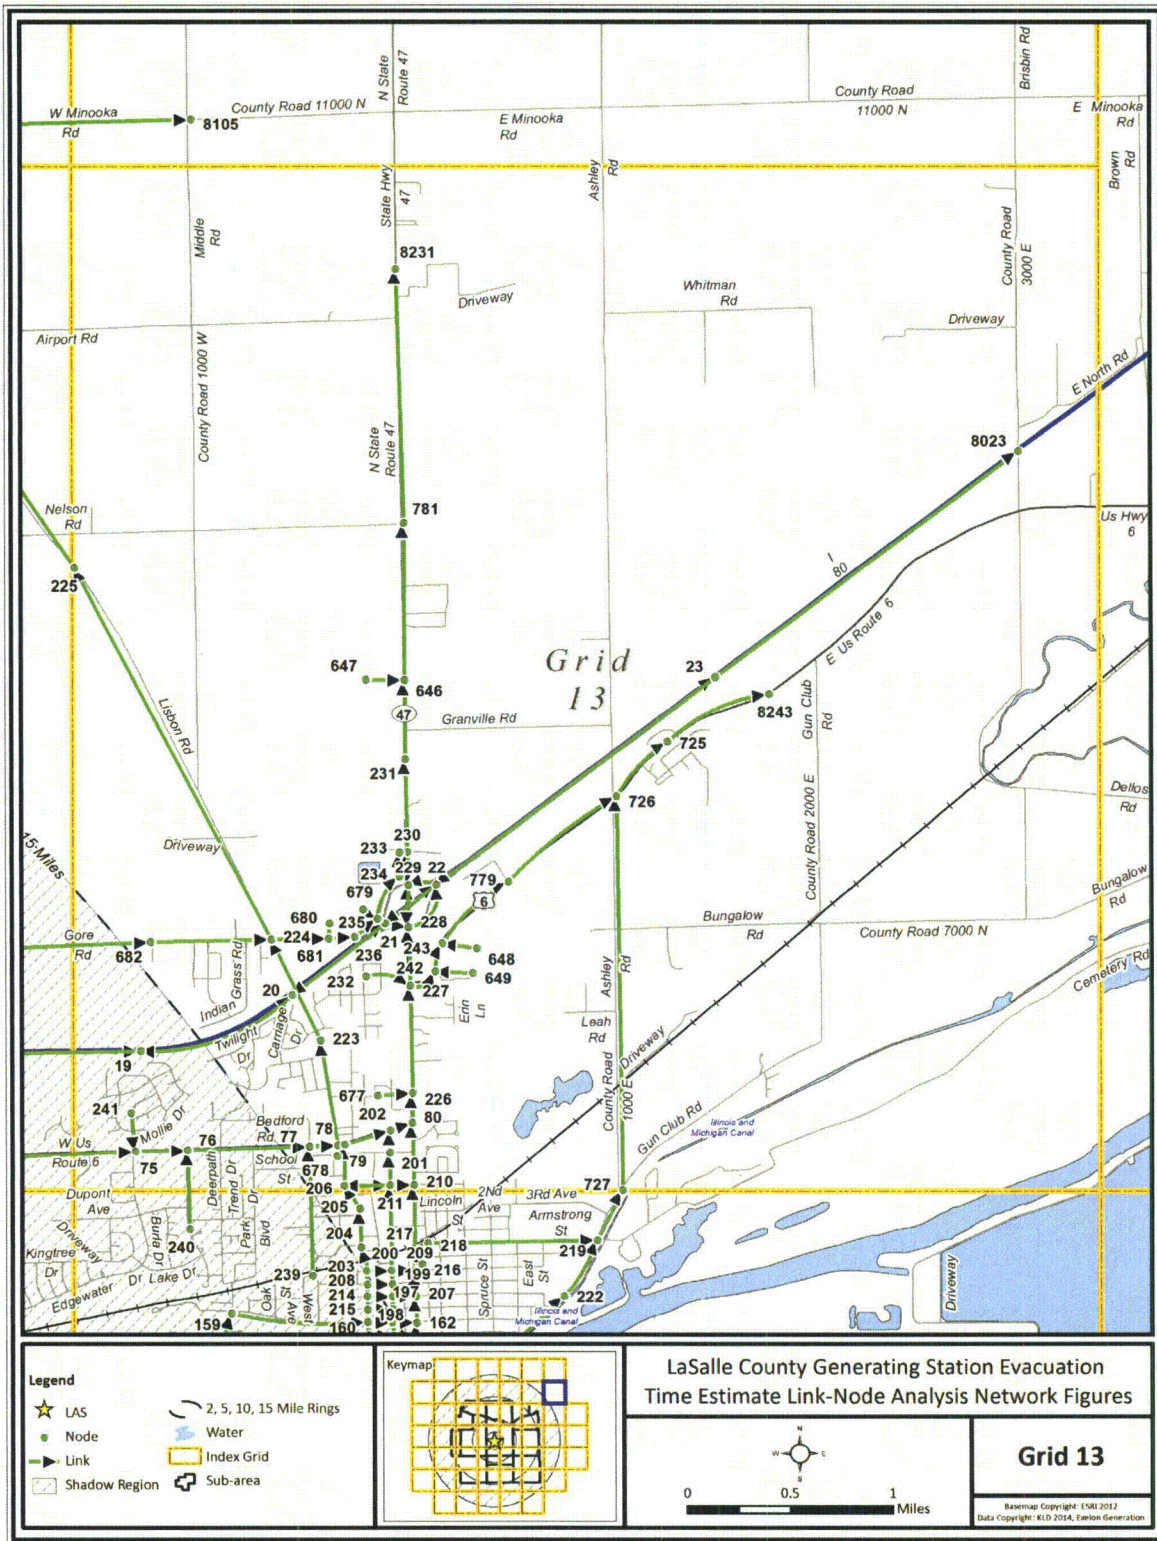 N State
Route 47
Brisbin Rd
W Minooka
Rd
8105
County Road 11000 N
E Minooka
Rd
County Road
11000 N
E Minooka
Rd
Brown
Rd
Ashley
Rd
State Hwy
47
Middle
Rd
8231
Driveway
County Road
3000 E
Whitman
Rd
Driveway
Airport Rd
County Road 1000 W
E North Rd
N State
Route 47
8023
Nelson
Rd
781
Us Hwy
6
225
I
80
E Us Route 6
Grid
13
647
646
23
8243
Gun Club
Rd
47
Granville Rd
Lisbon Rd
725
231
726
Dellos
Rd
County Road 2000 E
15-Miles
Driveway
230
233
229
22
234
779
6
679
680
235
228
Bungalow
Rd
Bungalow
Rd
County Road 7000 N
Gore
Rd
682
224
681
21
243
236
648
242
649
232
227
Grass Rd
Indian
20
Erin
Ln
Ashley
Rd
Cemetery Rd
Leah
Rd
Twilight
Dr
Carriage
Dr
223
19
Driveway
County Road
1000 E
677
226
241
Mollie Dr
202
80
Bedford
Rd
Gun Club Rd
Illinois and
Michigan Canal
W Us
Route 6
76
77
78
75
School
St
79
201
678
Deerpath
Dr
Trend Dr
206
210
727
Dupont
Ave
211
Lincoln
St
2Nd
Ave
3Rd Ave
205
Armstrong
St
Driveway
Buria Dr
Park
Dr
Blvd
204
217
218
240
219
Kingtree
Dr
200
209
Lake Dr
203
199
216
Edgewater
Dr
239
208
Spruce St
East
St
Driveway
Oak
St
Ave
West
214
197
207
222
215
198
Illinois and
Michigan Canal
159
160
162
Legend
LAS
Node
Link
Shadow Region
2, 5, 10, 15 Mile Rings
Water
Index Grid
Sub-area
Keymap
LaSalle County Generating Station Evacuation
Time Estimate Link-Node Analysis Network Figures
N
W E
S
0 0.5 1
Miles
Grid 13
Basemap Copyright: ESRI 2012
Data Copyright: KLD 2014, Exelon Generation